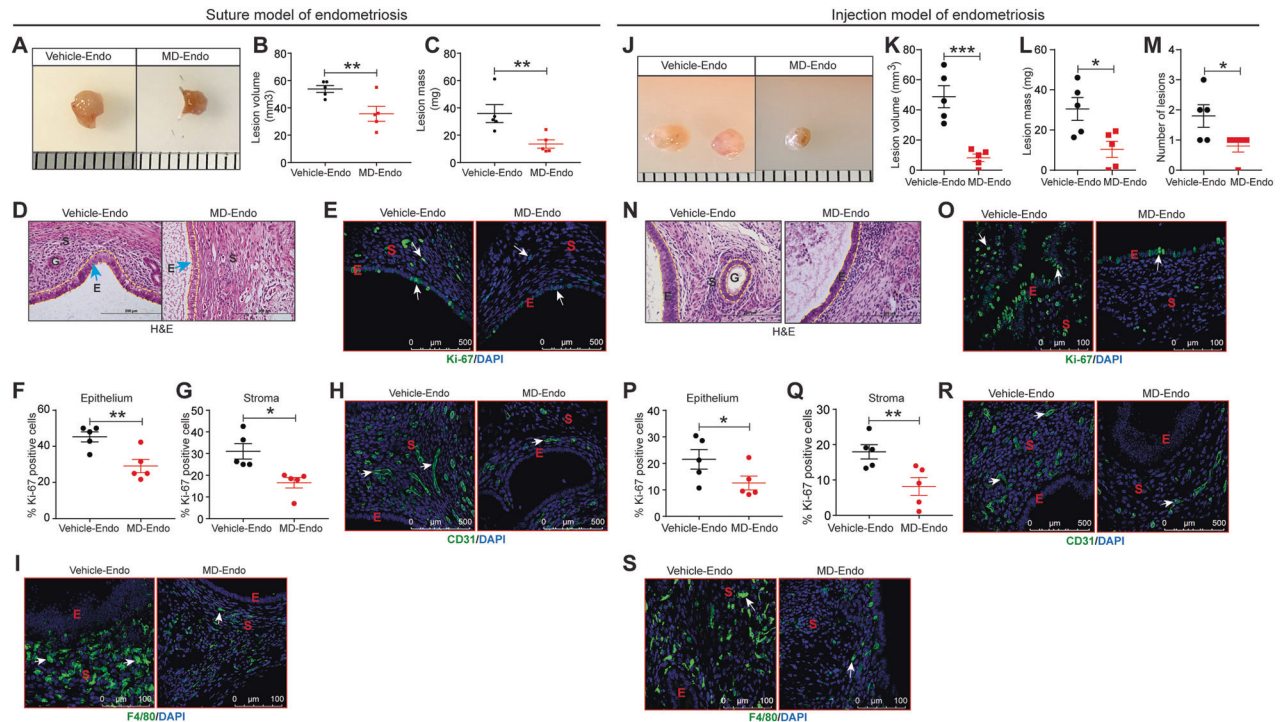 Suture model of endometriosis
Injection model of endometriosis
A
Vehicle-Endo
MD-Endo
B
Lesion volume
(mm3)
80
60
40
20
0
**
Vehicle-Endo
MD-Endo
C
Lesion mass
(mg)
80
60
40
20
0
**
Vehicle-Endo
MD-Endo
J
Vehicle-Endo
MD-Endo
K
Lesion volume (mm3)
80
60
40
20
0
***
Vehicle-Endo
MD-Endo
L
Lesion mass (mg)
60
40
20
0
*
Vehicle-Endo
MD-Endo
M
Number of lesions
4
3
2
1
0
*
Vehicle-Endo
MD-Endo
D
Vehicle-Endo
MD-Endo
S
G
E
E
S
H&E
E
Vehicle-Endo
MD-Endo
S
E
0 µm 500
S
E
0 µm 500
Ki-67/DAPI
N
Vehicle-Endo
MD-Endo
E
S
G
E
S
H&E
O
Vehicle-Endo
MD-Endo
E
S
0 µm 100
E
S
0 µm 100
Ki-67/DAPI
F
Epithelium
% Ki-67 positive cells
60
40
20
0
**
Vehicle-Endo
MD-Endo
G
Stroma
% Ki-67 positive cells
50
40
30
20
10
0
*
Vehicle-Endo
MD-Endo
H
Vehicle-Endo
MD-Endo
S
E
0 µm 500
S
E
0 µm 500
CD31/DAPI
P
Epithelium
% Ki-67 positive cells
40
30
20
10
0
*
Vehicle-Endo
MD-Endo
Q
Stroma
% Ki-67 positive cells
30
20
10
0
**
Vehicle-Endo
MD-Endo
R
Vehicle-Endo
MD-Endo
S
E
0 µm 500
E
S
0 µm 500
CD31/DAPI
I
Vehicle-Endo
MD-Endo
E
S
0 µm 100
E
S
0 µm 100
F4/80/DAPI
S
Vehicle-Endo
MD-Endo
S
E
0 µm 100
S
0 µm 100
F4/80/DAPI